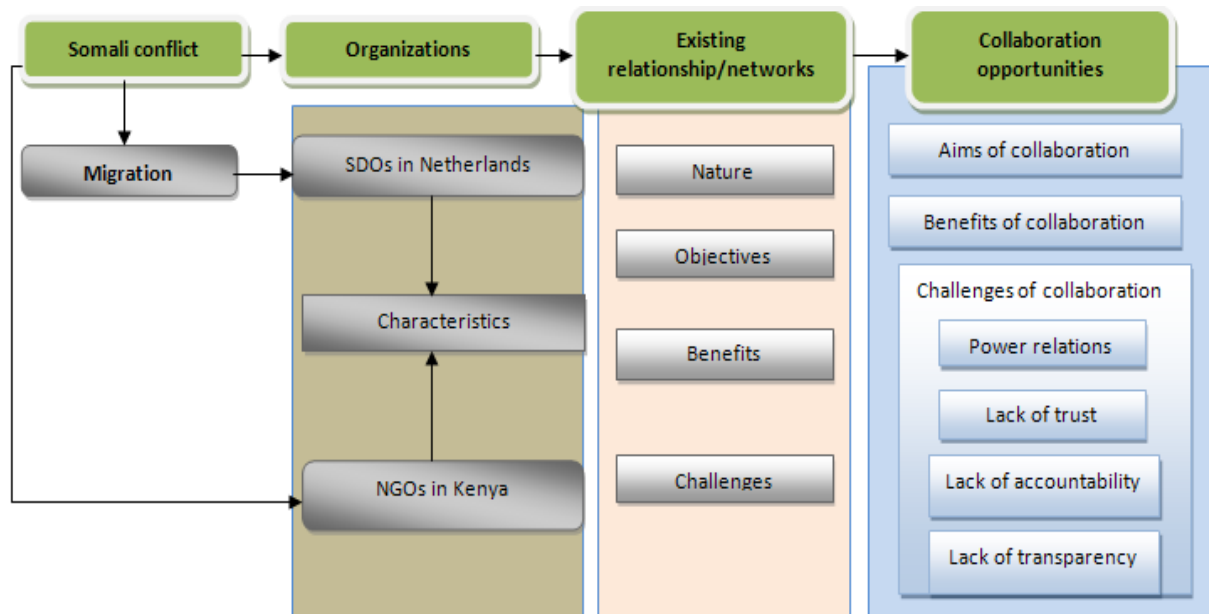 Somali conflict
Organizations
Existing
relationship/networks
Collaboration
opportunities
Migration
SDOs in Netherlands
Characteristics
NGOs in Kenya
Nature
Objectives
Benefits
Challenges
Aims of collaboration
Benefits of collaboration
Challenges of collaboration
Power relations
Lack of trust
Lack of accountability
Lack of transparency